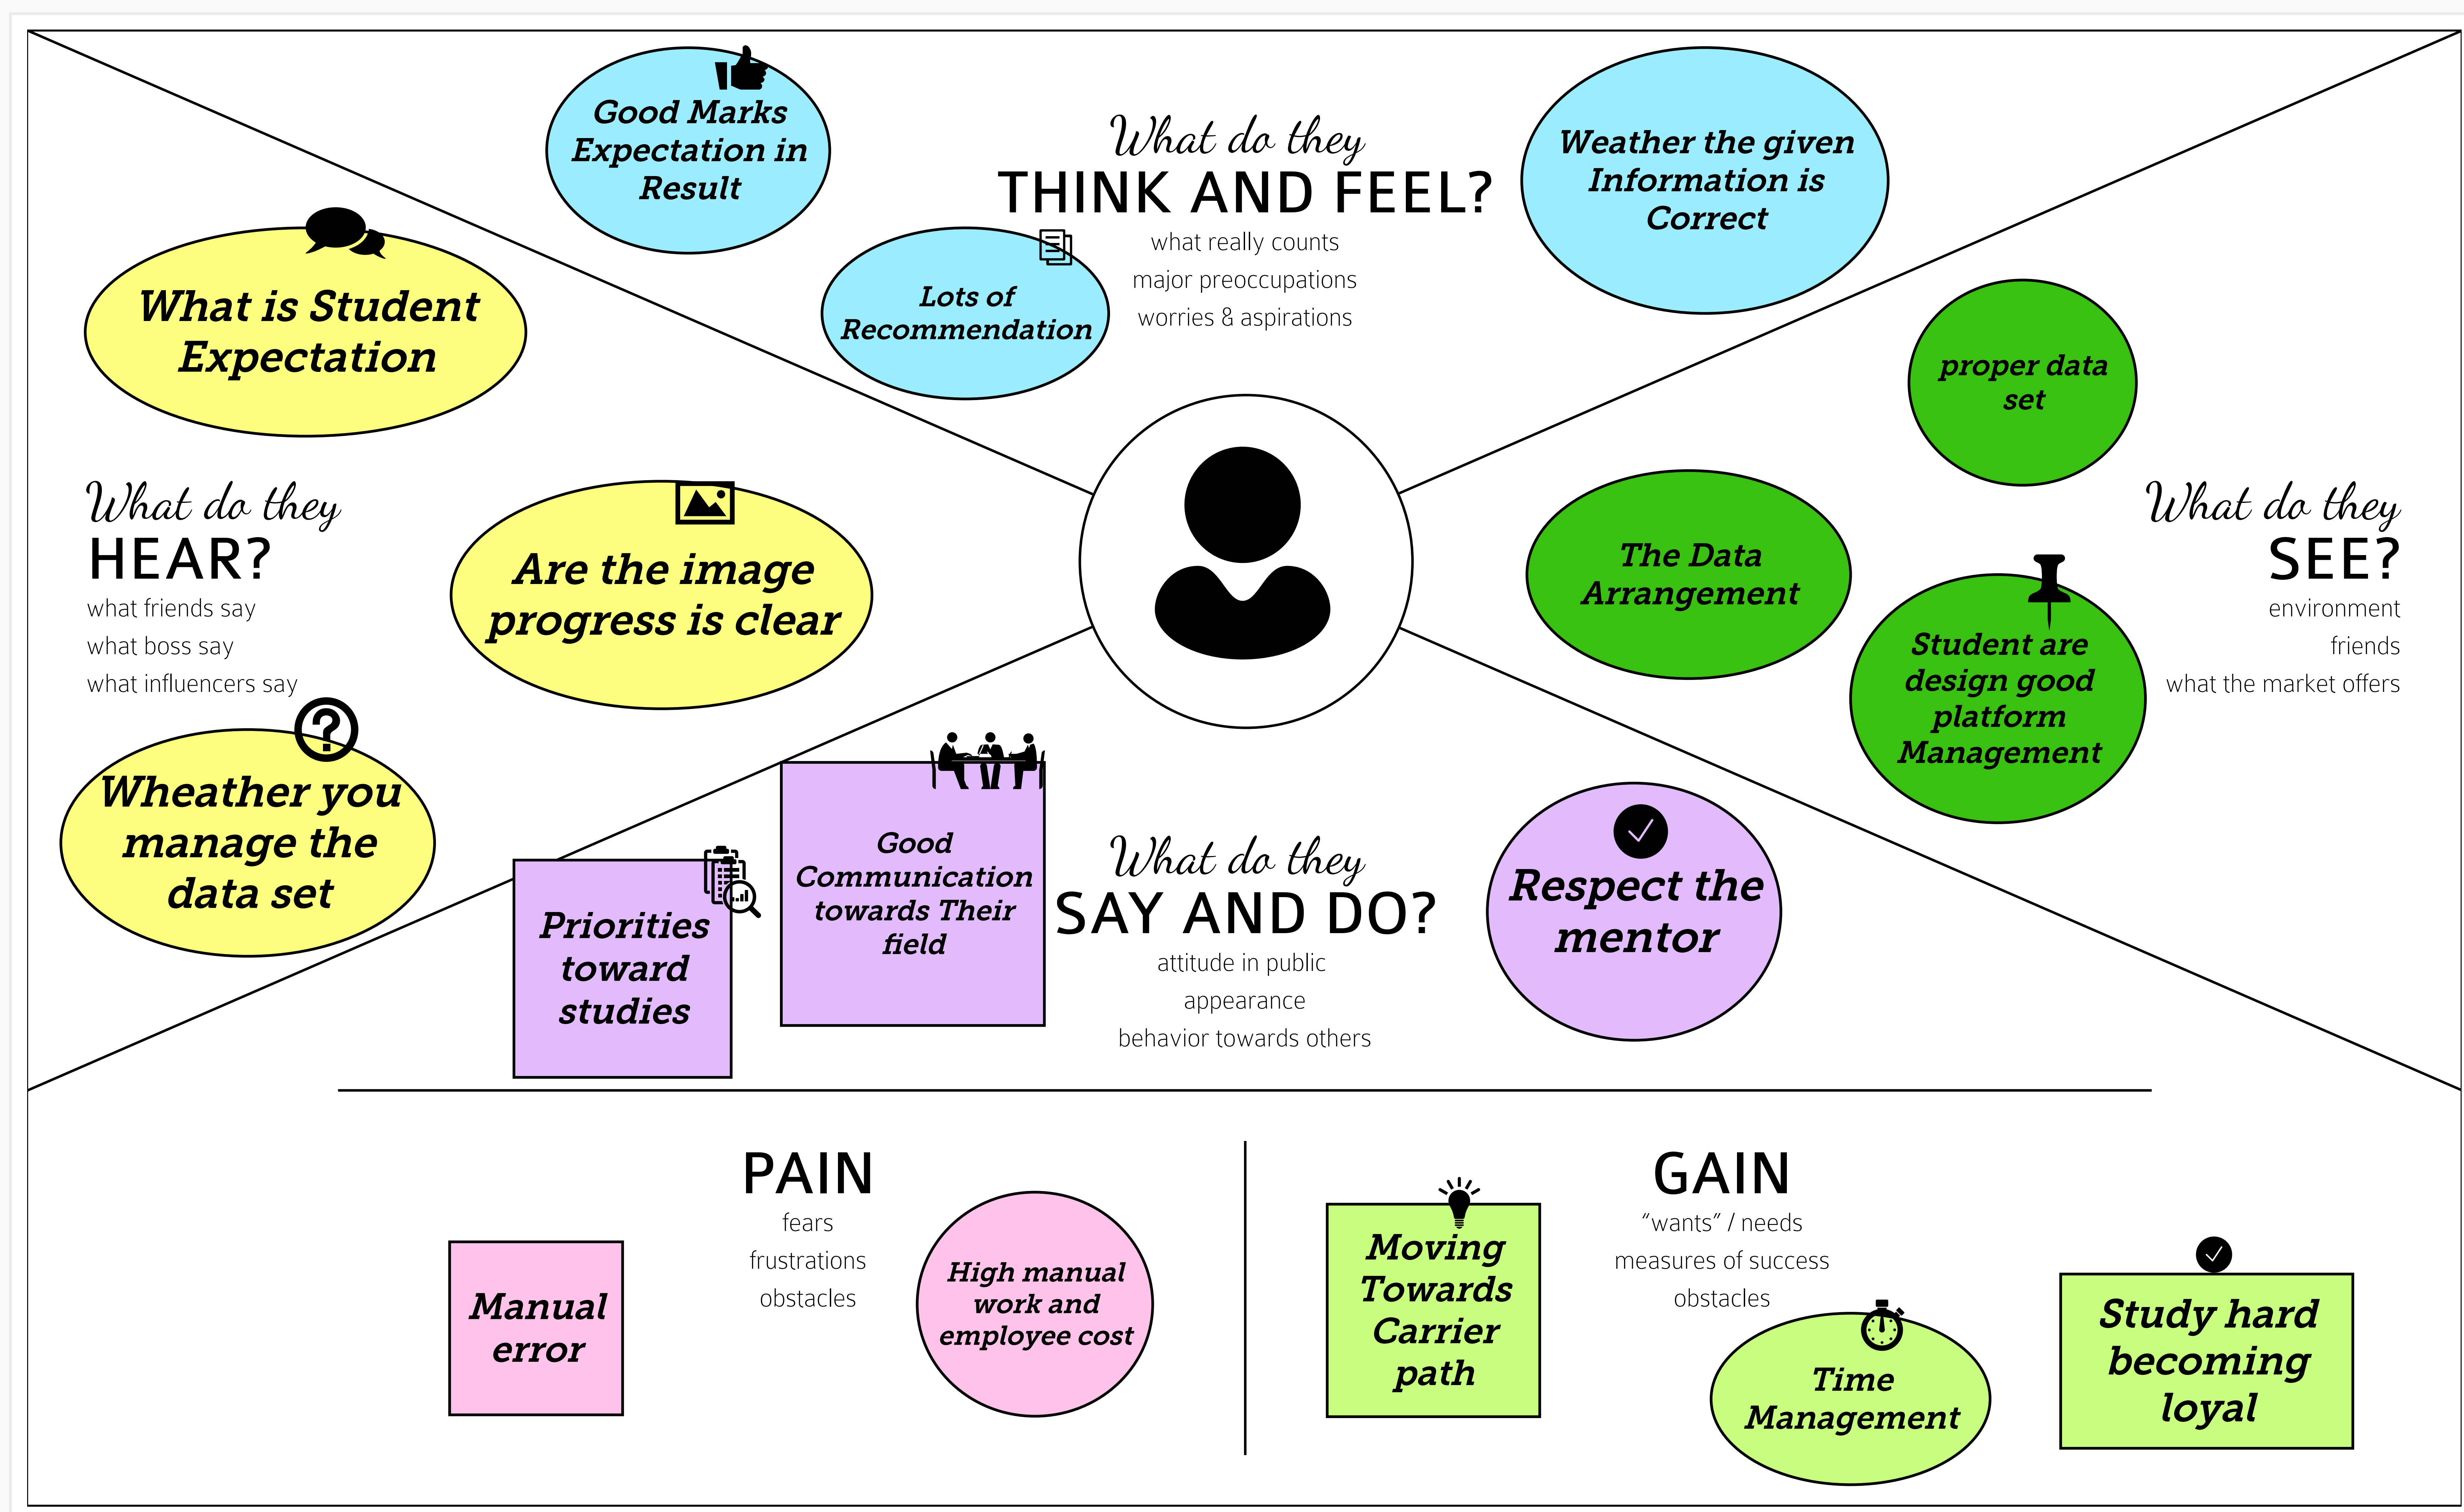 Good Marks
Expectation in
Result
What do they
THINK AND FEEL?
what really counts
major preoccupations
worries & aspirations
Lots of
Recommendation
Weather the given
Information is
Correct
What is Student
Expectation
What do they
HEAR?
what friends say
what boss say
what influencers say
Are the image
progress is clear
Wheather you
manage the
data set
proper data
set
The Data
Arrangement
What do they
SEE?
environment
friends
what the market offers
Student are
design good
platform
Management
Priorities
toward
studies
Good
Communication
towards Their
field
What do they
SAY AND DO?
attitude in public
appearance
behavior towards others
Respect the
mentor
PAIN
fears
frustrations
obstacles
Manual
error
High manual
work and
employee cost
GAIN
“wants” / needs
measures of success
obstacles
Moving
Towards
Carrier
path
Time
Management
Study hard
becoming
loyal